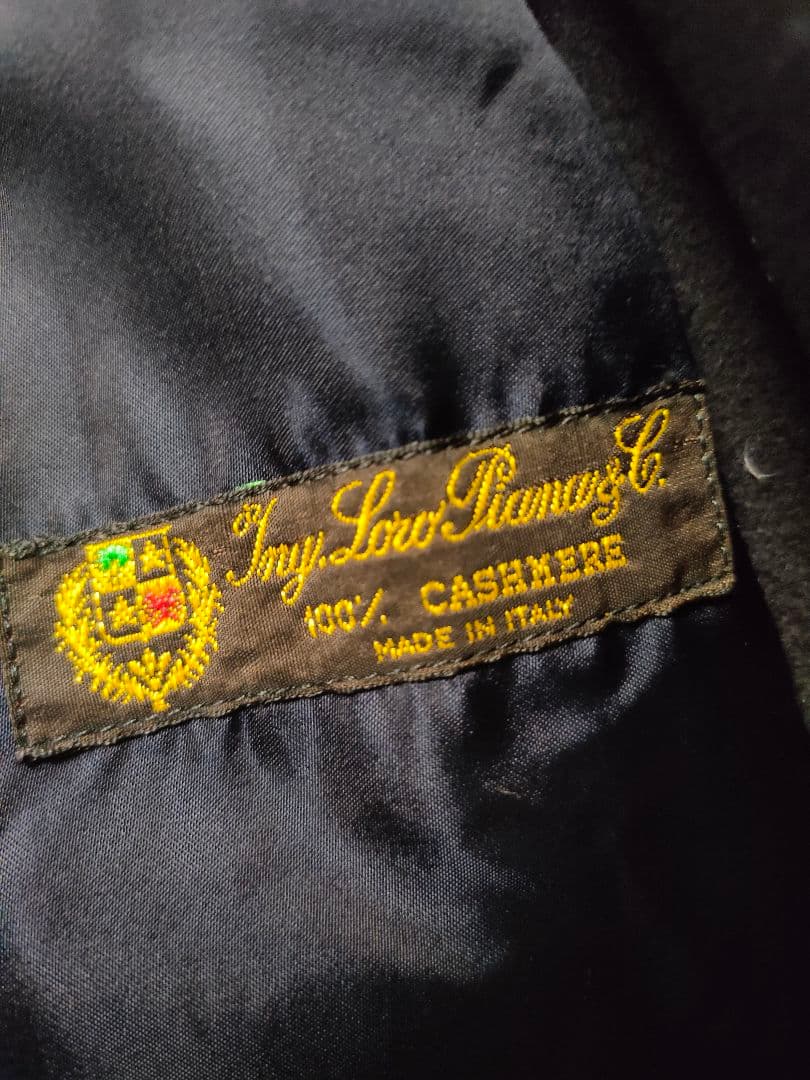 Ing. Loro Piana & C.
100% CASHMERE
MADE IN ITALY